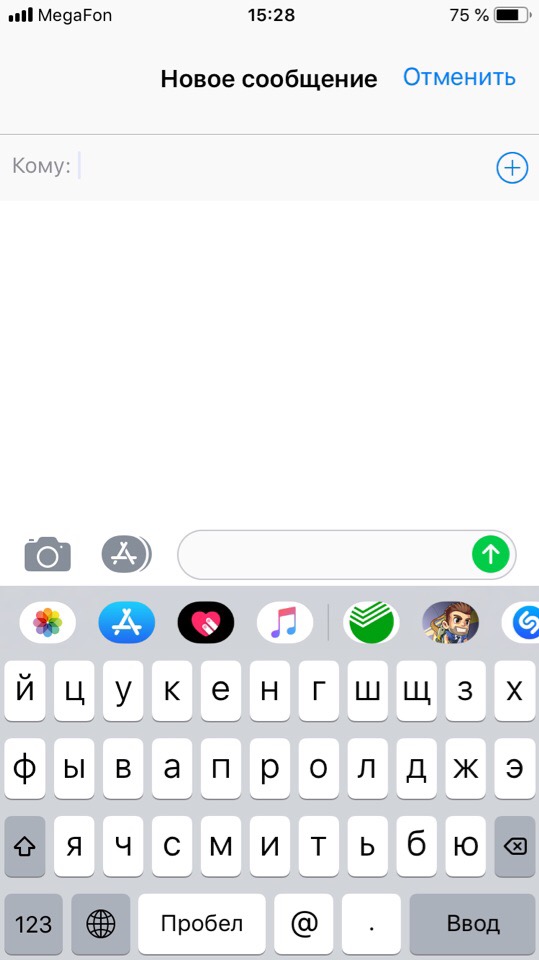 MegaFon 15:28 75 %
Новое сообщение Отменить
Кому:
й ц у к е н г ш щ з х
ф ы в а п р о л д ж э
я ч с м и т ь б ю
123 Пробел @ . Ввод